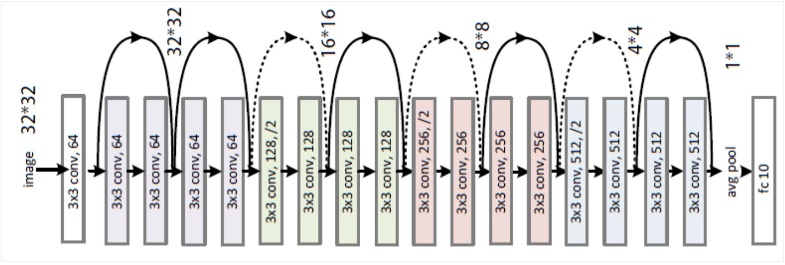 image
32*32
3x3 conv, 64
3x3 conv, 64
3x3 conv, 64
32*32
3x3 conv, 64
3x3 conv, 64
3x3 conv, 128, /2
3x3 conv, 128
16*16
3x3 conv, 128
3x3 conv, 128
3x3 conv, 256, /2
3x3 conv, 256
8*8
3x3 conv, 256
3x3 conv, 256
3x3 conv, 512, /2
3x3 conv, 512
4*4
3x3 conv, 512
3x3 conv, 512
avg pool
1*1
fc 10